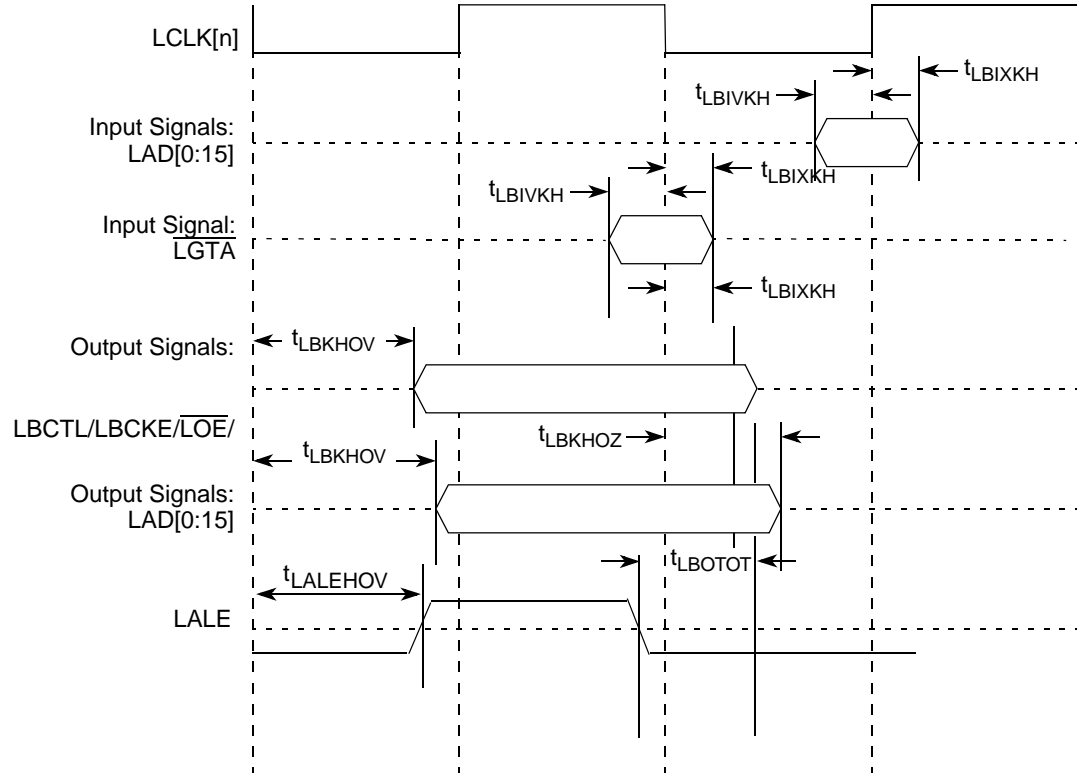 LCLK[n]
tLBIXKH
tLBIVKH
Input Signals:
LAD[0:15]
tLBIXKH
tLBIVKH
Input Signal:
LGTA
tLBIXKH
Output Signals:
tLBKHOV
LBCTL/LBCKE/LOE/
tLBKHOZ
tLBKHOV
Output Signals:
LAD[0:15]
tLBOTOT
tLALEHOV
LALE